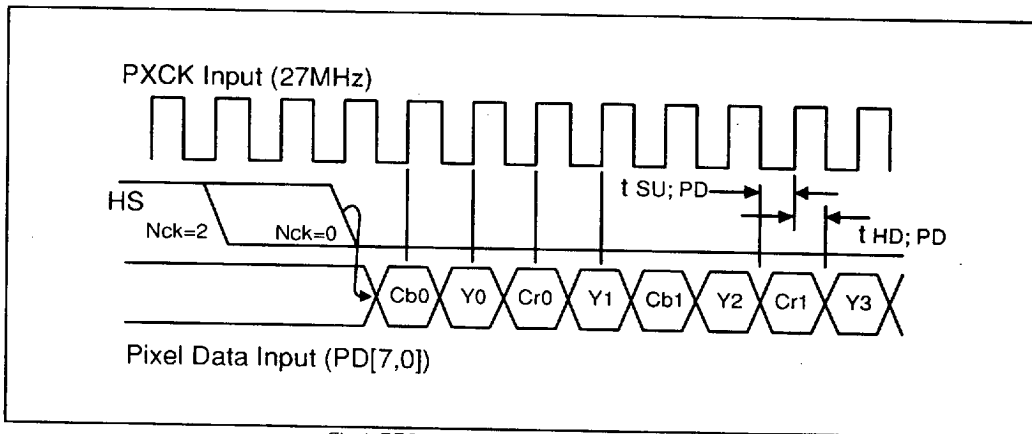 PXCK Input (27MHz)
HS
Nck=2
Nck=0
t SU; PD
t HD; PD
Cb0
Y0
Cr0
Y1
Cb1
Y2
Cr1
Y3
Pixel Data Input (PD[7,0])